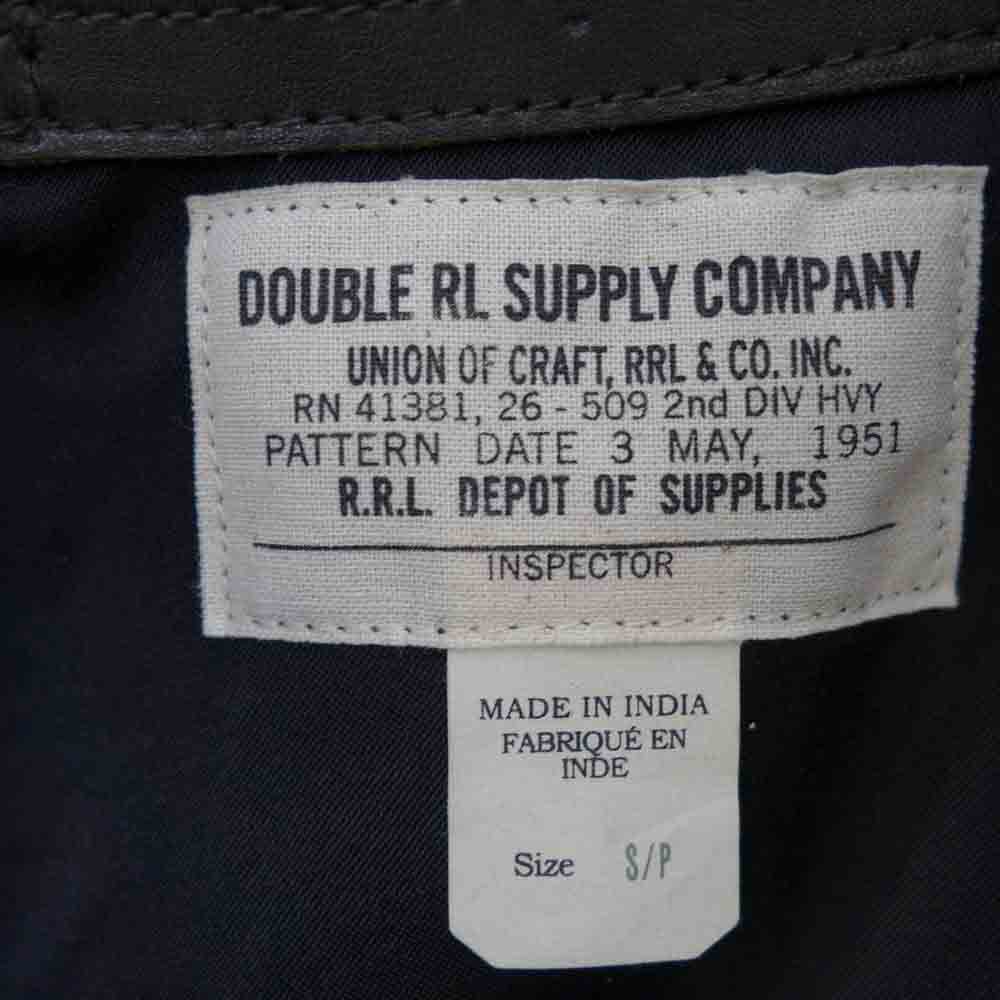 DOUBLE RL SUPPLY COMPANY
UNION OF CRAFT, RRL & CO. INC.
RN 41381, 26 - 509 2nd DIV HVY
PATTERN DATE 3 MAY, 1951
R.R.L. DEPOT OF SUPPLIES
INSPECTOR
MADE IN INDIA
FABRIQUÉ EN
INDE
Size S/P